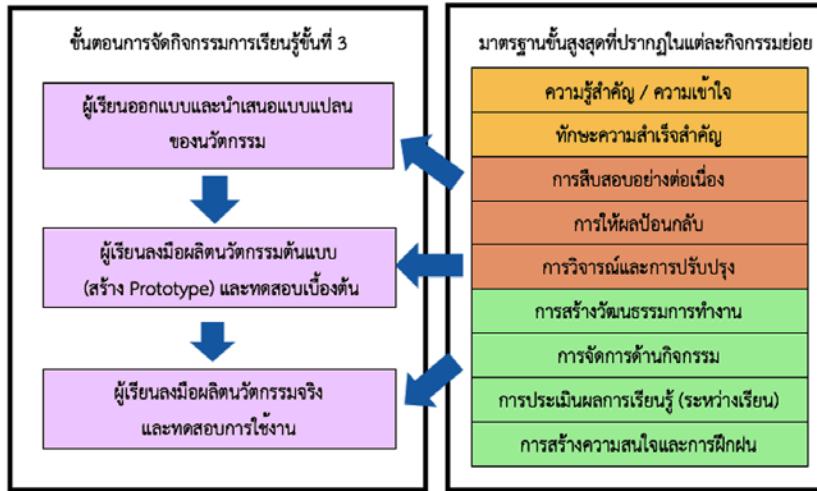 ขั้นตอนการจัดกิจกรรมการเรียนรู้ขั้นที่ 3
ผู้เรียนออกแบบและนำเสนอแบบแปลน
ของนวัตกรรม
ผู้เรียนลงมือผลิตนวัตกรรมต้นแบบ
(สร้าง Prototype) และทดสอบเบื้องต้น
ผู้เรียนลงมือผลิตนวัตกรรมจริง
และทดสอบการใช้งาน
มาตรฐานขั้นสูงสุดที่ปรากฏในแต่ละกิจกรรมย่อย
ความรู้สำคัญ / ความเข้าใจ
ทักษะความสำเร็จสำคัญ
การสืบสอบอย่างต่อเนื่อง
การให้ผลป้อนกลับ
การวิจารณ์และการปรับปรุง
การสร้างวัฒนธรรมการทำงาน
การจัดการด้านกิจกรรม
การประเมินผลการเรียนรู้ (ระหว่างเรียน)
การสร้างความสนใจและการฝึกฝน